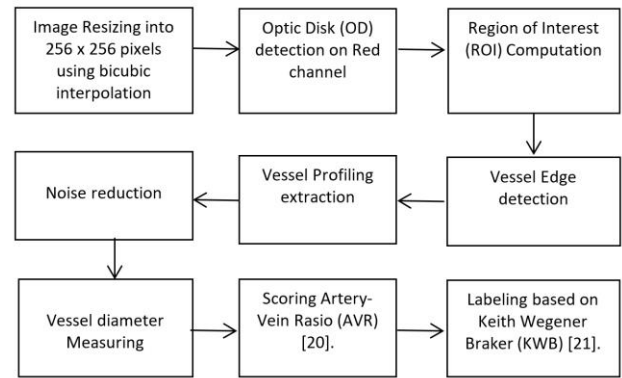 Image Resizing into
256 x 256 pixels
using bicubic
interpolation
Optic Disk (OD)
detection on Red
channel
Region of Interest
(ROI) Computation
Vessel Edge
detection
Vessel Profiling
extraction
Noise reduction
Vessel diameter
Measuring
Scoring Artery-
Vein Rasio (AVR)
[20].
Labeling based on
Keith Wegener
Braker (KWB) [21].